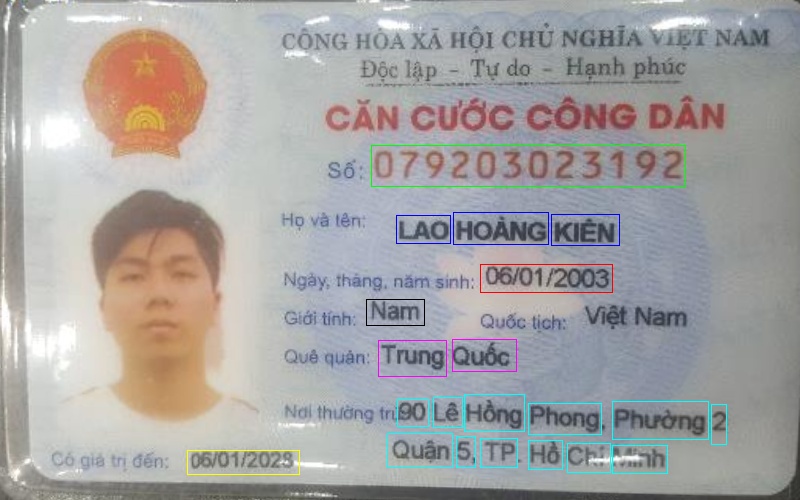 CỘNG HÒA XÃ HỘI CHỦ NGHĨA VIỆT NAM
Độc lập - Tự do - Hạnh phúc
CĂN CƯỚC CÔNG DÂN
Số: 079203023192
Họ và tên: LAO HOÀNG KIÊN
Ngày, tháng, năm sinh: 06/01/2003
Giới tính: Nam Quốc tịch: Việt Nam
Quê quán: Trung Quốc
Nơi thường trú: 90 Lê Hồng Phong, Phường 2
Quận 5, TP. Hồ Chí Minh
Có giá trị đến: 06/01/2028